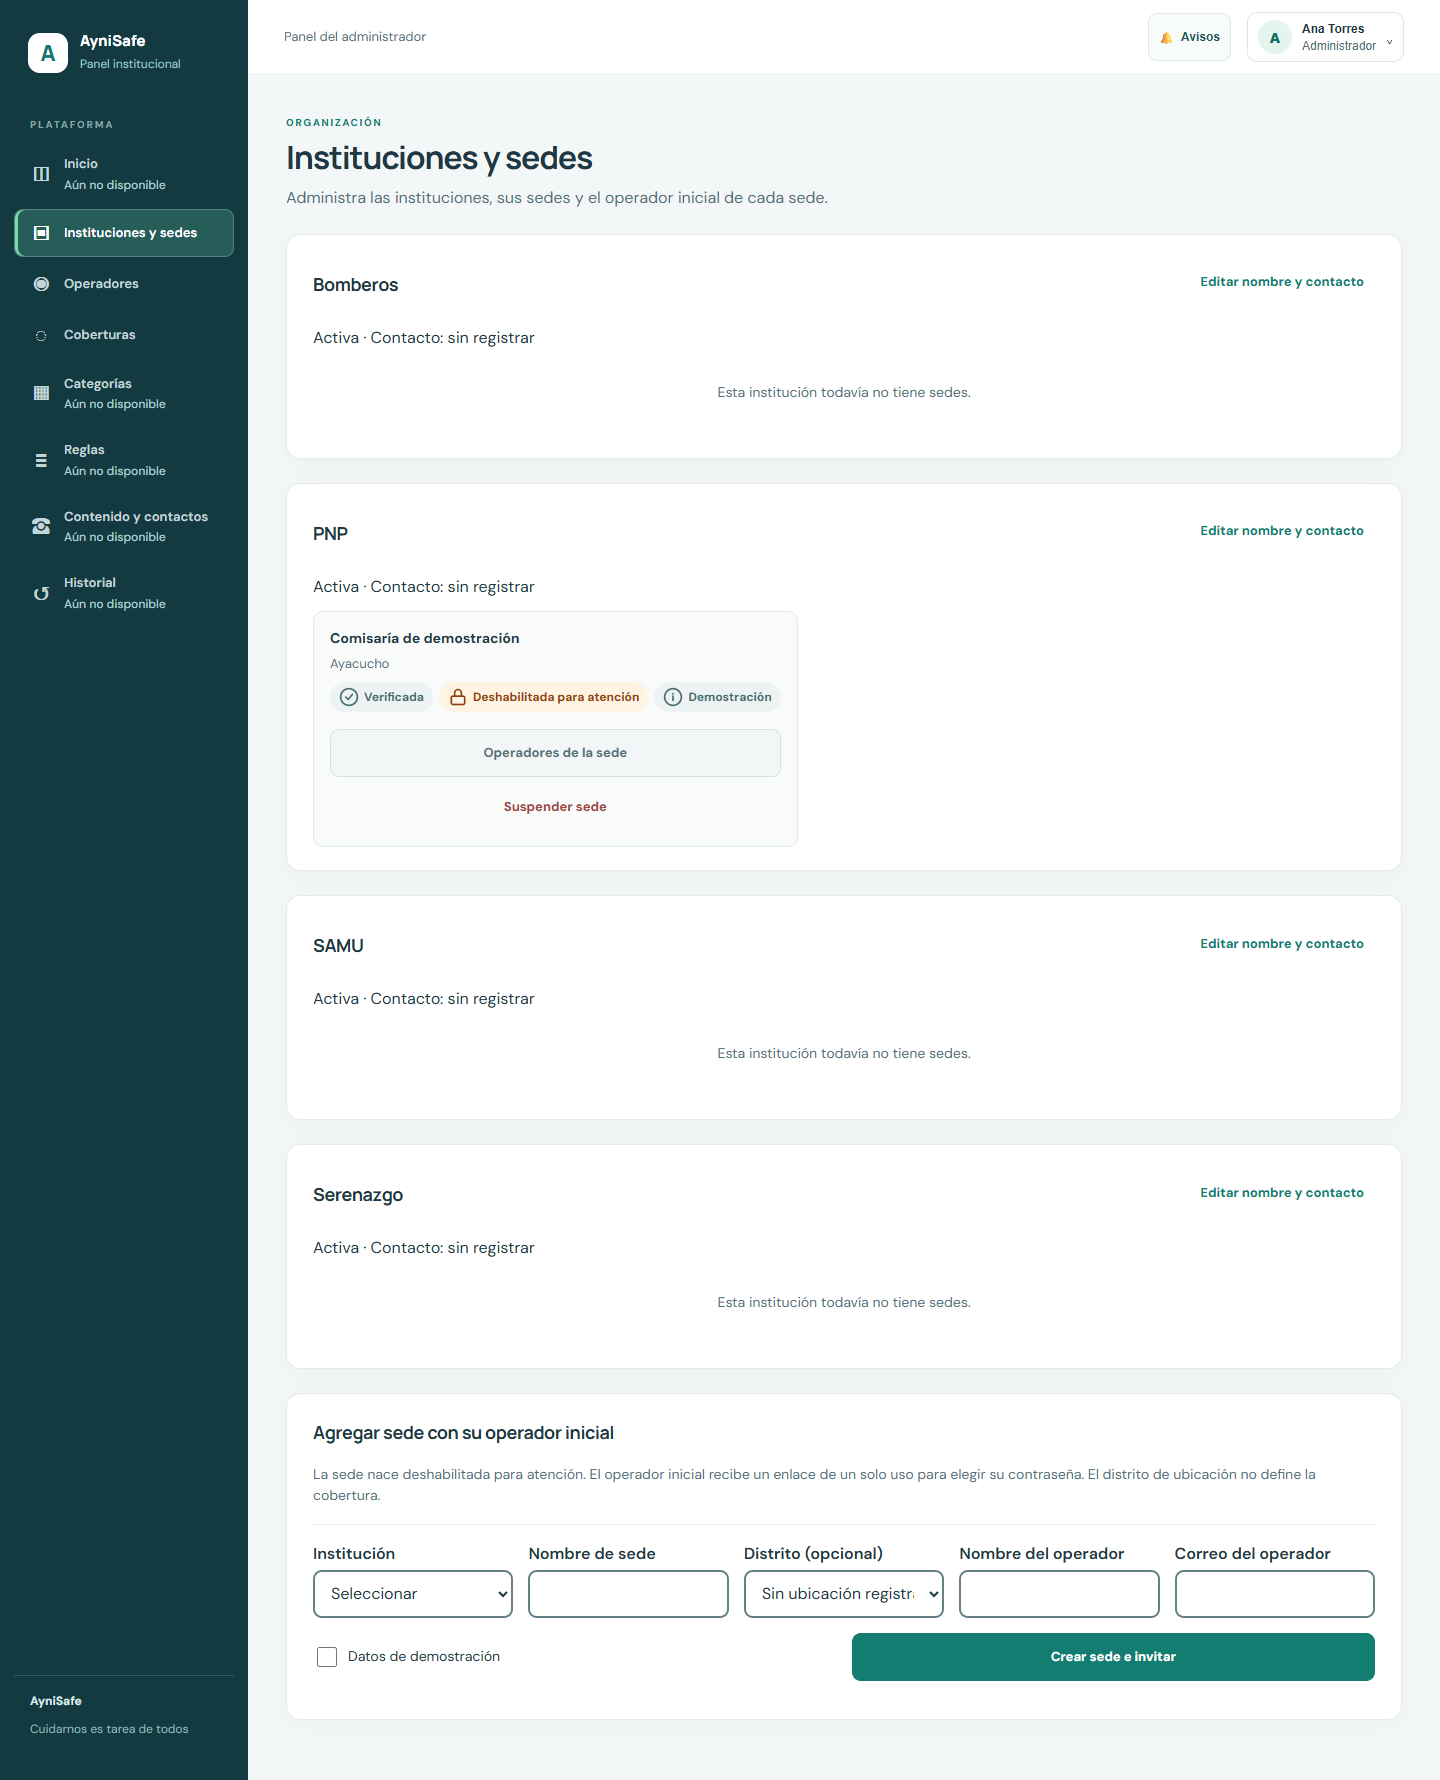 A
AyniSafe
Panel institucional
PLATAFORMA
Inicio
Aún no disponible
Instituciones y sedes
Operadores
Coberturas
Categorías
Aún no disponible
Reglas
Aún no disponible
Contenido y contactos
Aún no disponible
Historial
Aún no disponible
AyniSafe
Cuidarnos es tarea de todos
Panel del administrador
Avisos
A
Ana Torres
Administrador
ORGANIZACIÓN
Instituciones y sedes
Administra las instituciones, sus sedes y el operador inicial de cada sede.
Bomberos
Editar nombre y contacto
Activa · Contacto: sin registrar
Esta institución todavía no tiene sedes.
PNP
Editar nombre y contacto
Activa · Contacto: sin registrar
Comisaría de demostración
Ayacucho
Verificada
Deshabilitada para atención
Demostración
Operadores de la sede
Suspender sede
SAMU
Editar nombre y contacto
Activa · Contacto: sin registrar
Esta institución todavía no tiene sedes.
Serenazgo
Editar nombre y contacto
Activa · Contacto: sin registrar
Esta institución todavía no tiene sedes.
Agregar sede con su operador inicial
La sede nace deshabilitada para atención. El operador inicial recibe un enlace de un solo uso para elegir su contraseña. El distrito de ubicación no define la
cobertura.
Institución
Nombre de sede
Distrito (opcional)
Nombre del operador
Correo del operador
Seleccionar
Sin ubicación registra
Datos de demostración
Crear sede e invitar